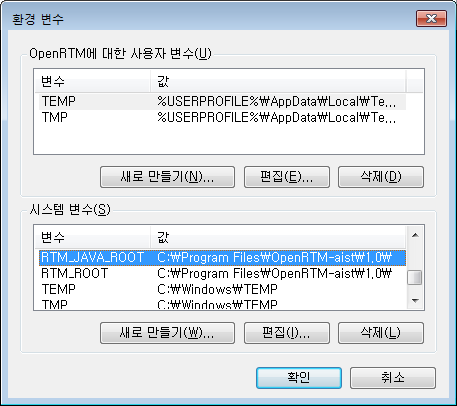 환경 변수
OpenRTM에 대한 사용자 변수(U)
변수 값
TEMP %USERPROFILE%₩AppData₩Local₩Te...
TMP %USERPROFILE%₩AppData₩Local₩Te...
새로 만들기(N)... 편집(E)... 삭제(D)
시스템 변수(S)
변수 값
RTM_JAVA_ROOT C:₩Program Files₩OpenRTM-aist₩1.0₩
RTM_ROOT C:₩Program Files₩OpenRTM-aist₩1.0₩
TEMP C:₩Windows₩TEMP
TMP C:₩Windows₩TEMP
새로 만들기(W)... 편집(I)... 삭제(L)
확인 취소